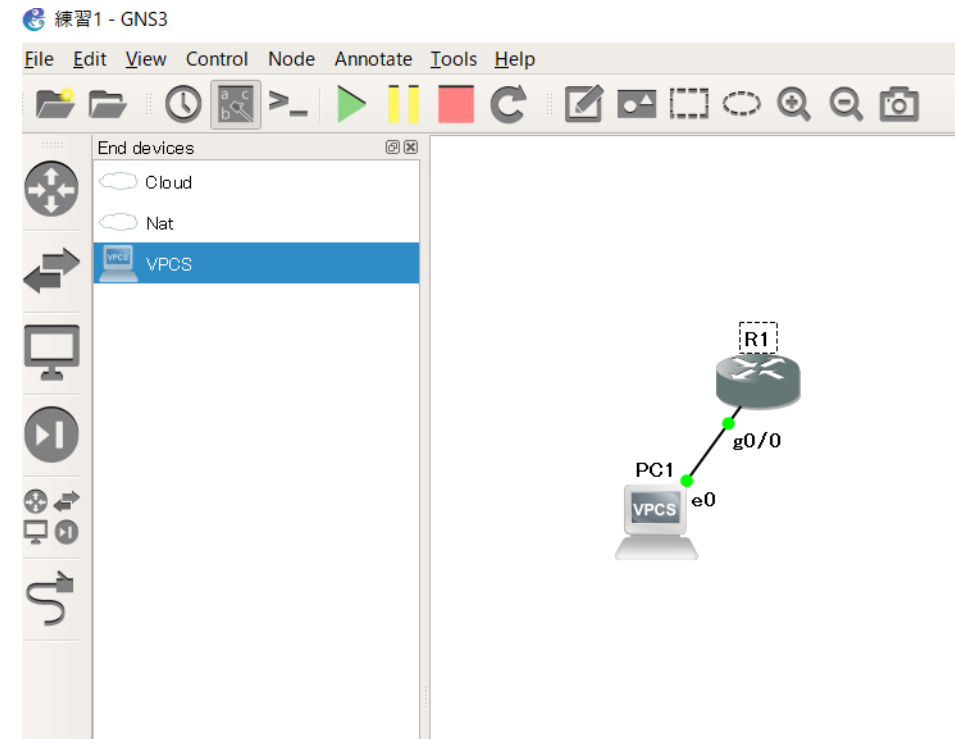 練習1 - GNS3
File Edit View Control Node Annotate Tools Help
End devices
Cloud
Nat
VPCS
R1
g0/0
PC1
e0
VPCS